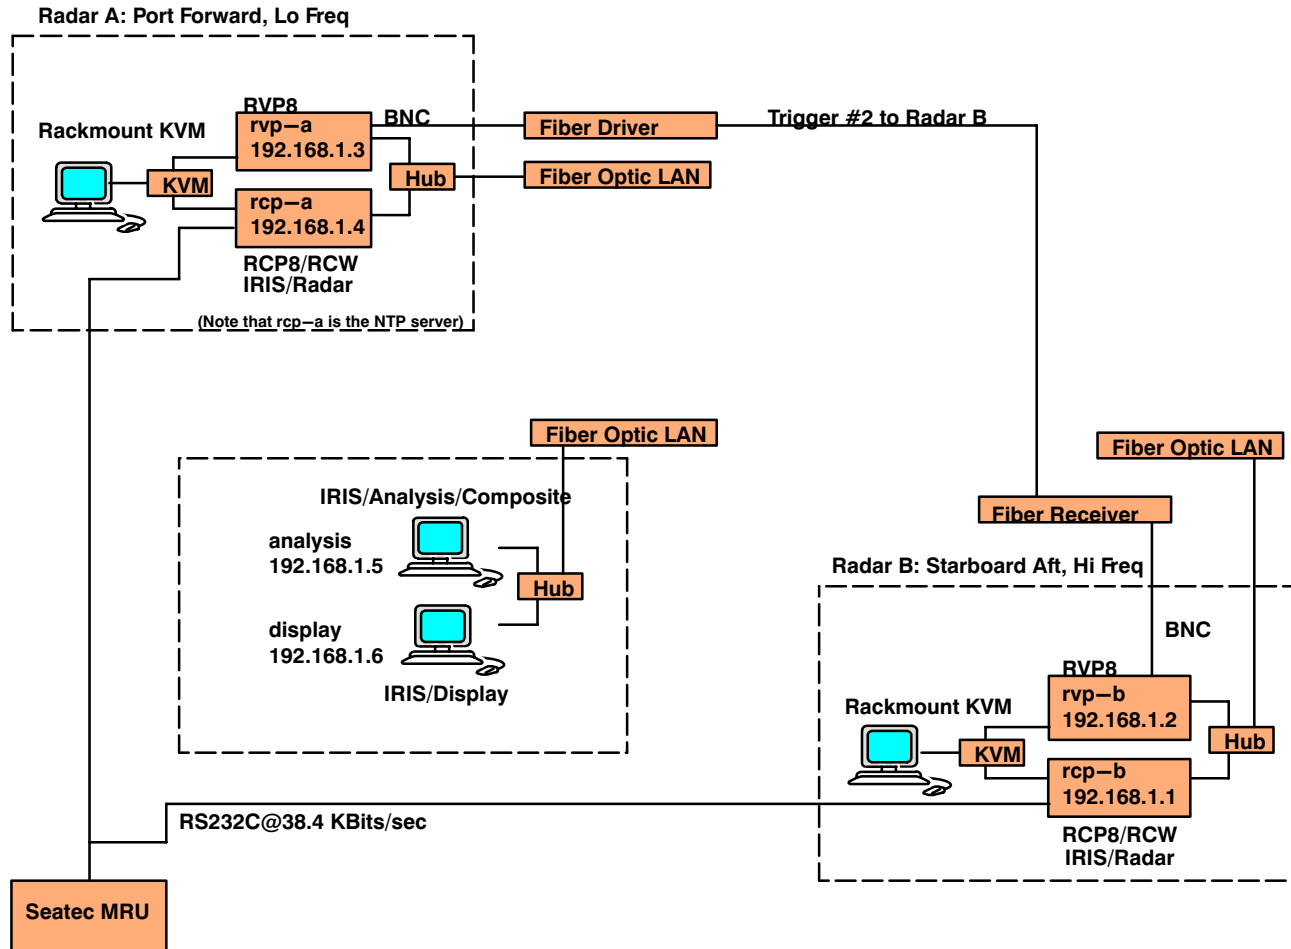 Radar A: Port Forward, Lo Freq
RVP8
BNC
Rackmount KVM
rvp–a
192.168.1.3
KVM
rcp–a
192.168.1.4
Hub
RCP8/RCW
IRIS/Radar
(Note that rcp–a is the NTP server)
Fiber Driver
Trigger #2 to Radar B
Fiber Optic LAN
Fiber Optic LAN
IRIS/Analysis/Composite
analysis
192.168.1.5
Hub
display
192.168.1.6
IRIS/Display
Fiber Optic LAN
Fiber Receiver
Radar B: Starboard Aft, Hi Freq
BNC
RVP8
Rackmount KVM
rvp–b
192.168.1.2
KVM
Hub
rcp–b
192.168.1.1
RCP8/RCW
IRIS/Radar
RS232C@38.4 KBits/sec
Seatec MRU